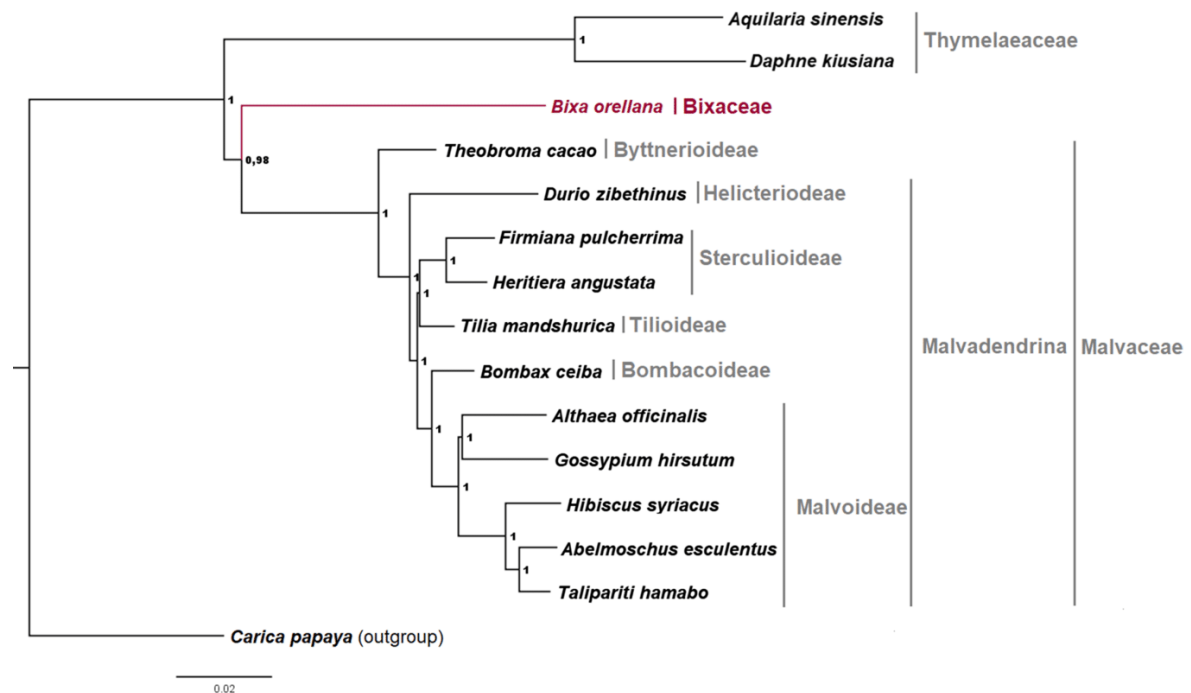 Aquilaria sinensis
1
Thymelaeaceae
Daphne kiusiana
1
Bixa orellana | Bixaceae
Theobroma cacao | Byttnerioideae
0,98
Durio zibethinus | Helicteriodeae
1
Firmiana pulcherrima
1
Sterculioideae
1
Heritiera angustata
1
Tilia mandshurica | Tilioideae
Malvadendrina
Malvaceae
1
Bombax ceiba | Bombacoideae
Althaea officinalis
1
1
Gossypium hirsutum
1
Hibiscus syriacus
Malvoideae
1
Abelmoschus esculentus
1
Talipariti hamabo
Carica papaya (outgroup)
0.02